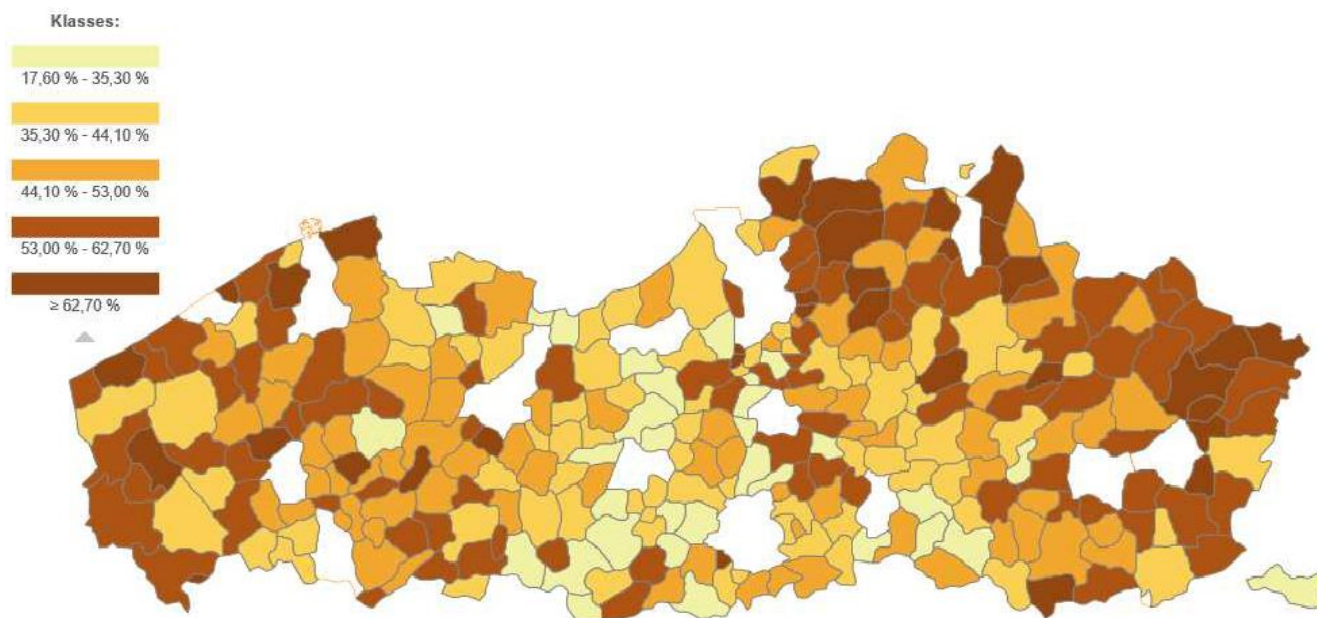 Klasses:
17,60 % - 35,30 %
35,30 % - 44,10 %
44,10 % - 53,00 %
53,00 % - 62,70 %
≥ 62,70 %